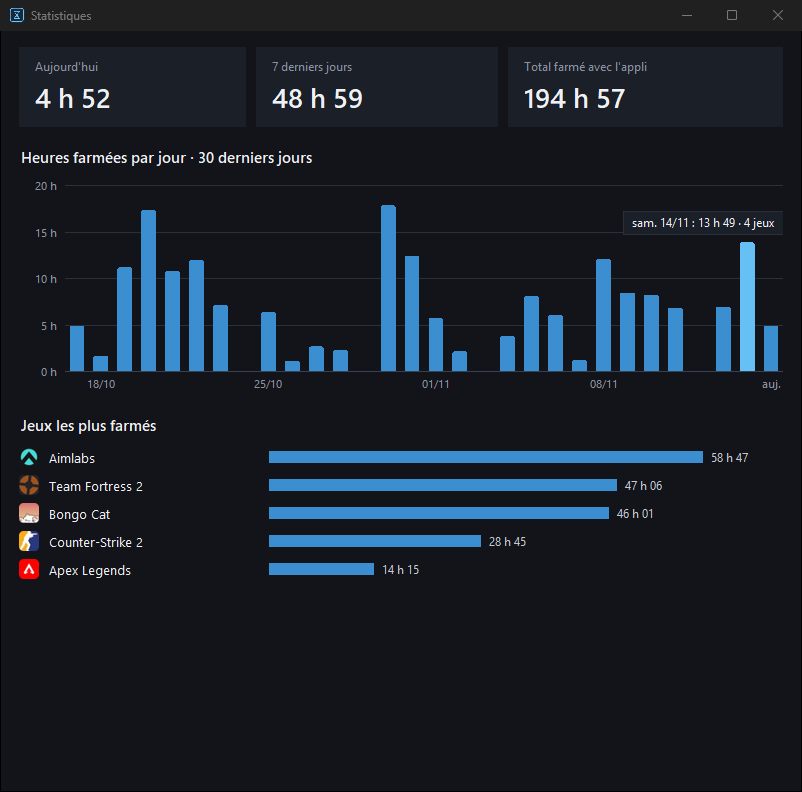 Statistiques
Aujourd'hui
4 h 52
7 derniers jours
48 h 59
Total farmé avec l'appli
194 h 57
Heures farmées par jour · 30 derniers jours
20 h
sam. 14/11 : 13 h 49 · 4 jeux
15 h
10 h
5 h
0 h
18/10 25/10 01/11 08/11 auj.
Jeux les plus farmés
Aimlabs 58 h 47
Team Fortress 2 47 h 06
Bongo Cat 46 h 01
Counter-Strike 2 28 h 45
Apex Legends 14 h 15